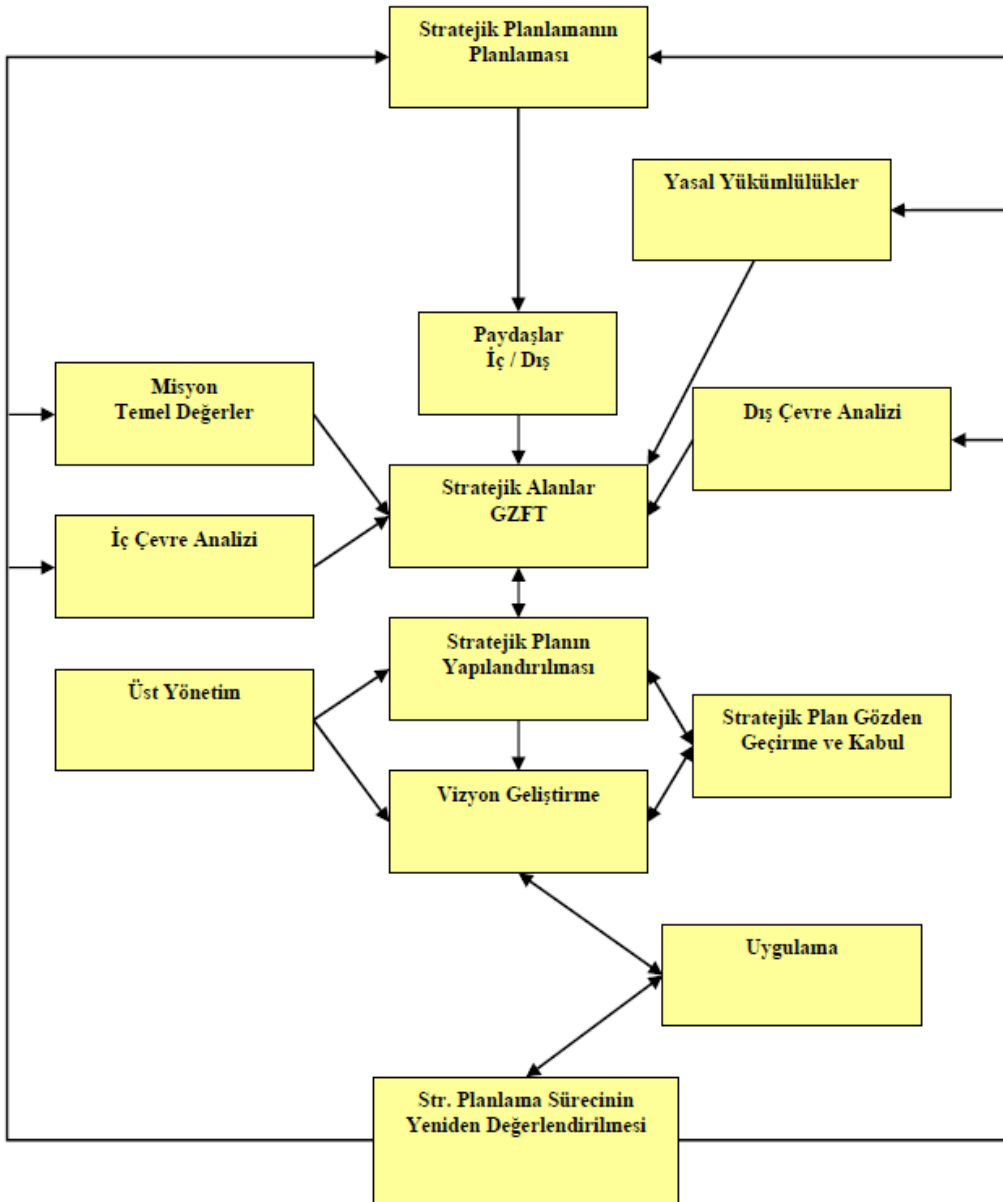 Stratejik Planlamanın
Planlaması
Yasal Yükümlülükler
Paydaşlar
İç / Dış
Misyon
Temel Değerler
Dış Çevre Analizi
Stratejik Alanlar
GZFT
İç Çevre Analizi
Stratejik Planın
Yapılandırılması
Üst Yönetim
Stratejik Plan Gözden
Geçirme ve Kabul
Vizyon Geliştirme
Uygulama
Str. Planlama Sürecinin
Yeniden Değerlendirilmesi